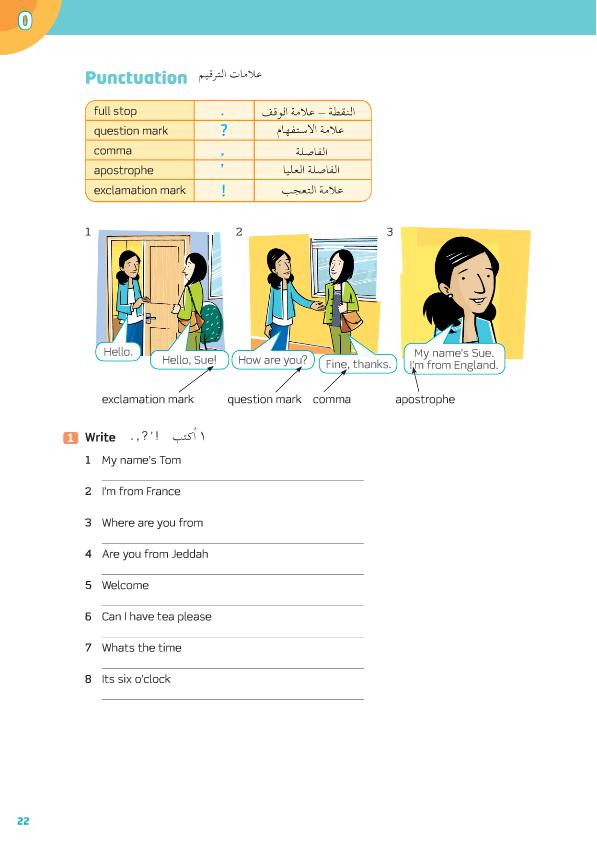 0
Punctuation علامات الترقيم
full stop . النقطة – علامة الوقف
question mark ? علامة الاستفهام
comma , الفاصلة
apostrophe ’ الفاصلة العليا
exclamation mark ! علامة التعجب
1 2 3
Hello.
Hello, Sue!
How are you?
Fine, thanks.
My name's Sue.
I'm from England.
exclamation mark question mark comma apostrophe
1 Write . , ? ' ! ١ أكتب
1 My name's Tom
2 I'm from France
3 Where are you from
4 Are you from Jeddah
5 Welcome
6 Can I have tea please
7 Whats the time
8 Its six o'clock
22